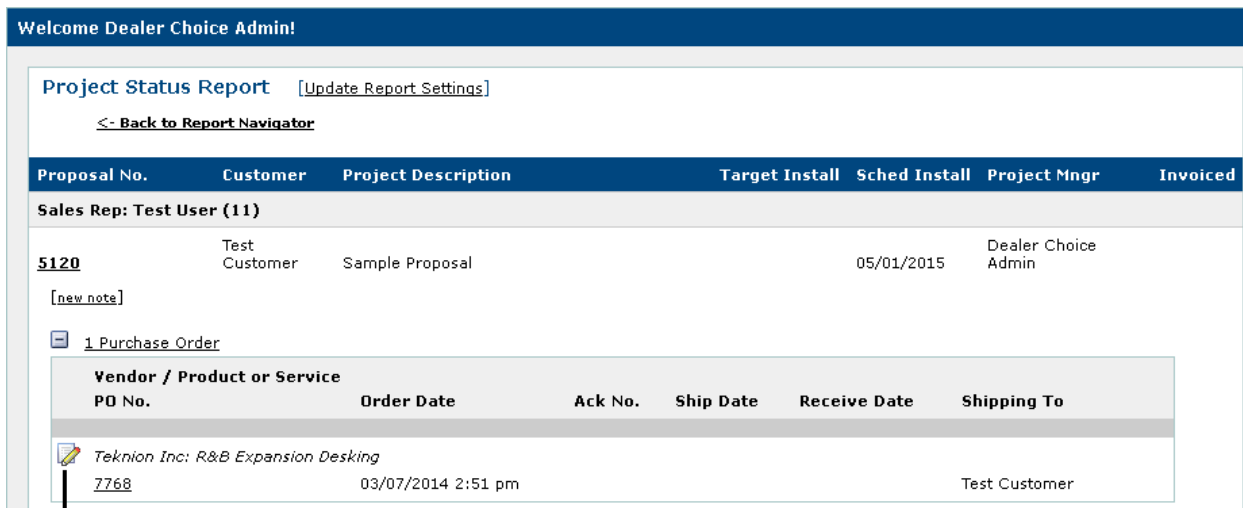 Welcome Dealer Choice Admin!
Project Status Report [Update Report Settings]
<- Back to Report Navigator
Proposal No. Customer Project Description Target Install Sched Install Project Mngr Invoiced
Sales Rep: Test User (11)
Test Dealer Choice
5120 Customer Sample Proposal 05/01/2015 Admin
[new note]
1 Purchase Order
Vendor / Product or Service
PO No. Order Date Ack No. Ship Date Receive Date Shipping To
Teknion Inc: R&B Expansion Desking
7768 03/07/2014 2:51 pm Test Customer